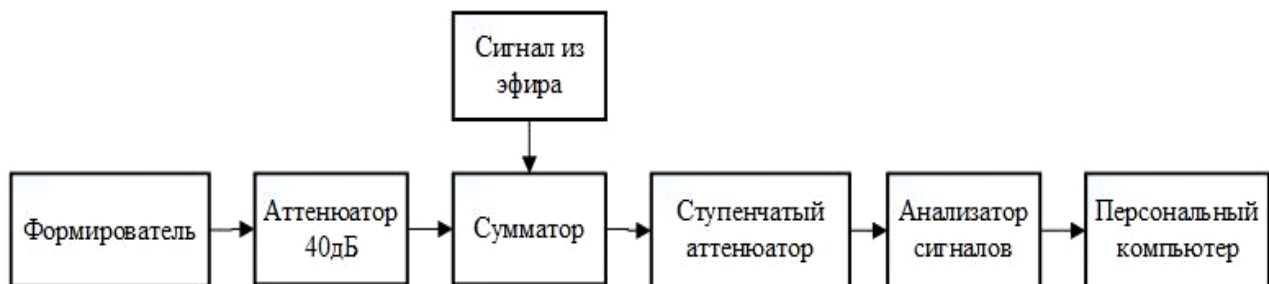 Сигнал из
эфира
Формирователь
Аттенюатор
40дБ
Сумматор
Ступенчатый
аттенюатор
Анализатор
сигналов
Персональный
компьютер